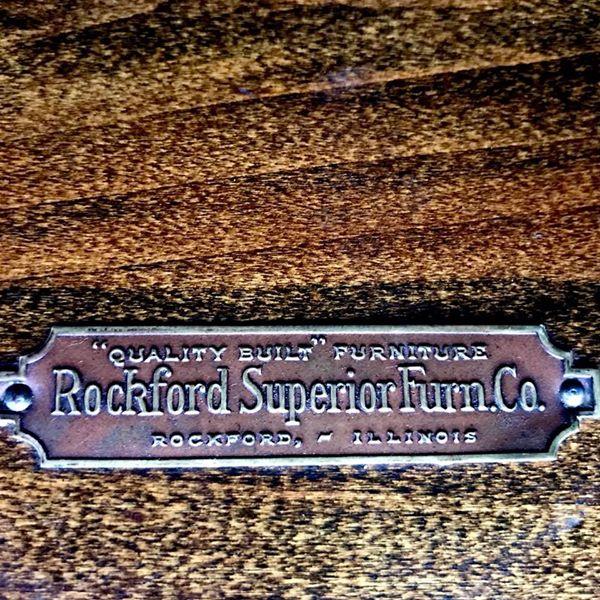 "QUALITY BUILT" FURNITURE
Rockford Superior Furn. Co.
ROCKFORD, ~ ILLINOIS